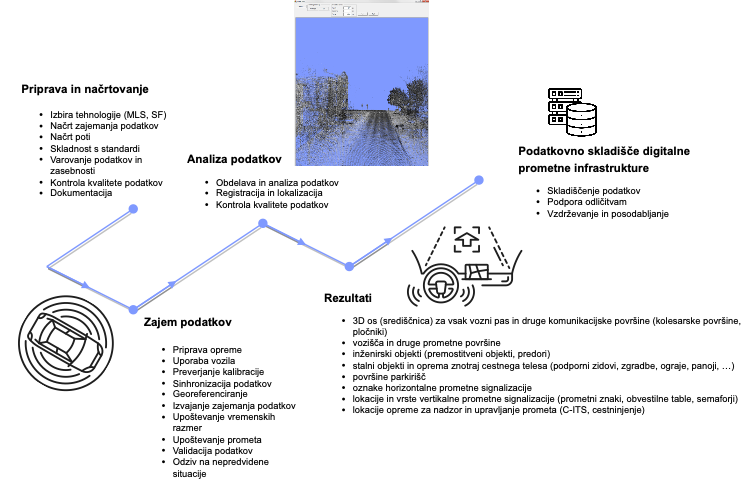 Priprava in načrtovanje
• Izbira tehnologije (MLS, SF)
• Načrt zajemanja podatkov
• Načrt poti
• Skladnost s standardi
• Varovanje podatkov in
zasebnosti
• Kontrola kvalitete podatkov
• Dokumentacija
Analiza podatkov
• Obdelava in analiza podatkov
• Registracija in lokalizacija
• Kontrola kvalitete podatkov
Podatkovno skladišče digitalne
prometne infrastrukture
• Skladiščenje podatkov
• Podpora odličitvam
• Vzdrževanje in posodabljanje
Zajem podatkov
• Priprava opreme
• Uporaba vozila
• Preverjanje kalibracije
• Sinhronizacija podatkov
• Georeferenciranje
• Izvajanje zajemanja podatkov
• Upoštevanje vremenskih
razmer
• Upoštevanje prometa
• Validacija podatkov
• Odziv na nepredvidene
situacije
Rezultati
• 3D os (središčnica) za vsak vozni pas in druge komunikacijske površine (kolesarske površine,
pločniki)
• vozišča in druge prometne površine
• inženirski objekti (premostitveni objekti, predori)
• stalni objekti in oprema znotraj cestnega telesa (podporni zidovi, zgradbe, ograje, panoji, …)
• površine parkirišč
• oznake horizontalne prometne signalizacije
• lokacije in vrste vertikalne prometne signalizacije (prometni znaki, obvestilne table, semaforji)
• lokacije opreme za nadzor in upravljanje prometa (C-ITS, cestninjenje)